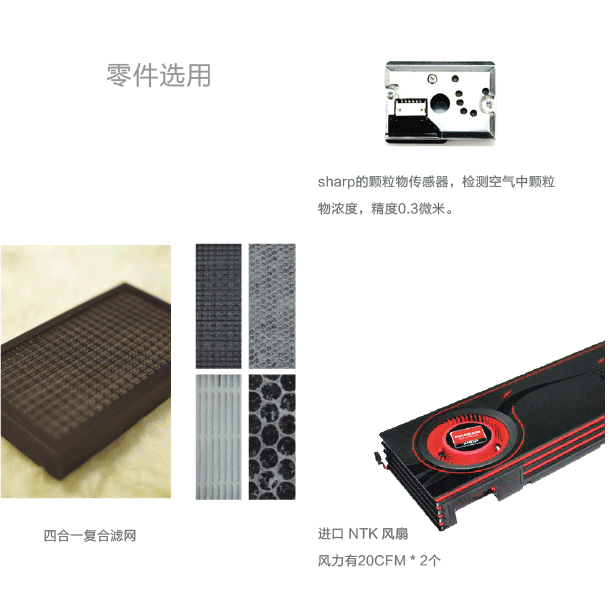 零件选用
sharp的颗粒物传感器，检测空气中颗粒
物浓度，精度0.3微米。
四合一复合滤网
进口 NTK 风扇
风力有20CFM * 2个